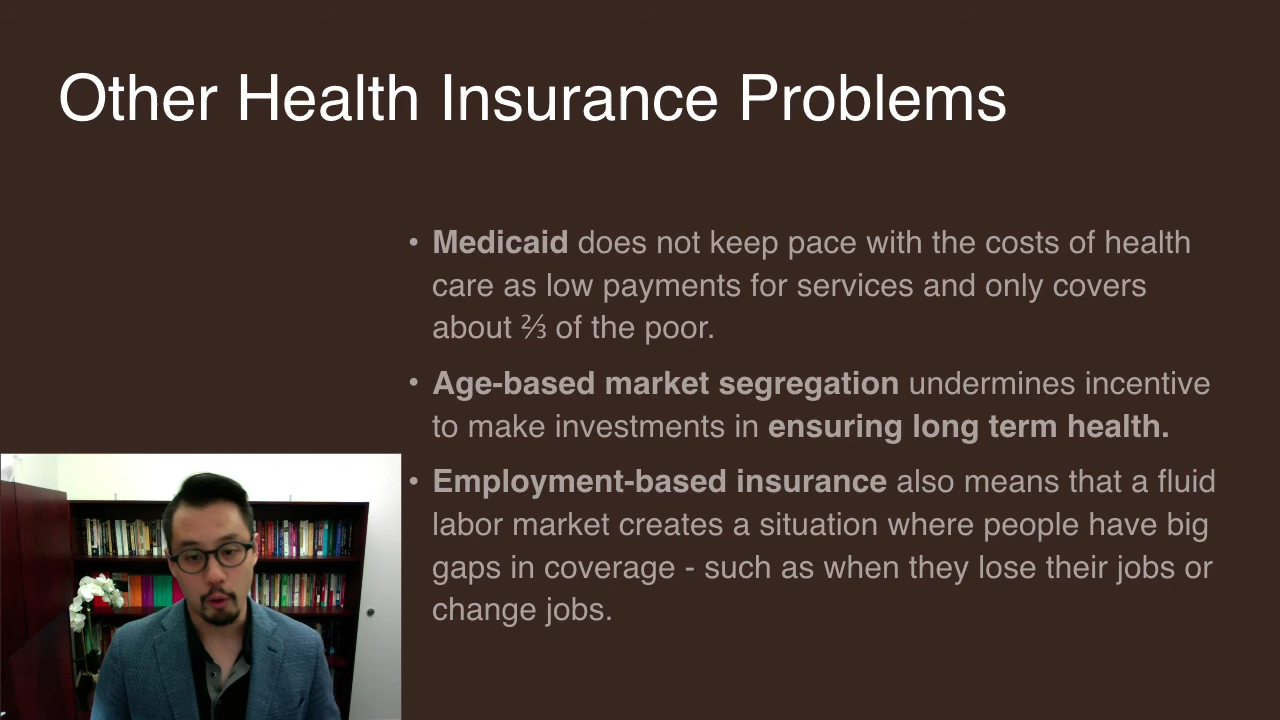 Other Health Insurance Problems
• Medicaid does not keep pace with the costs of health
care as low payments for services and only covers
about ⅔ of the poor.
• Age-based market segregation undermines incentive
to make investments in ensuring long term health.
• Employment-based insurance also means that a fluid
labor market creates a situation where people have big
gaps in coverage - such as when they lose their jobs or
change jobs.